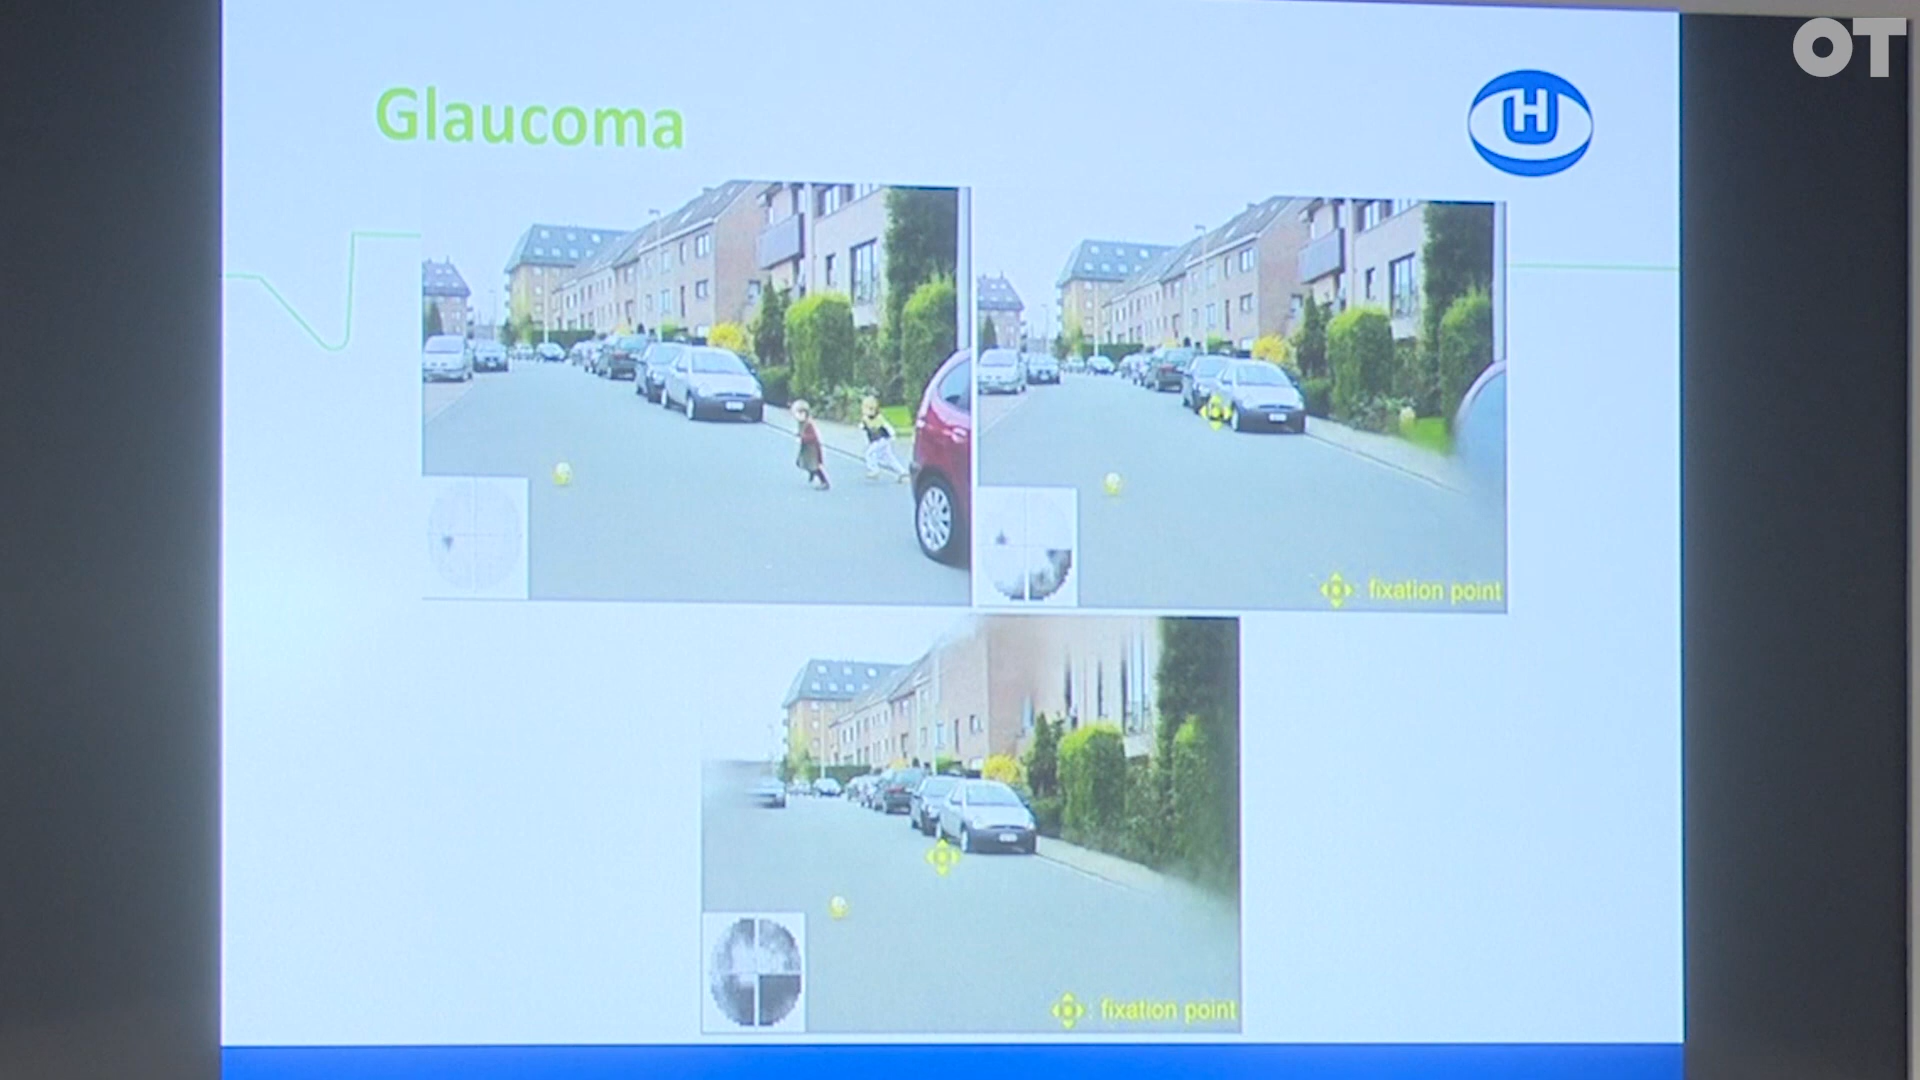 OT
Glaucoma
H
fixation point
: fixation point